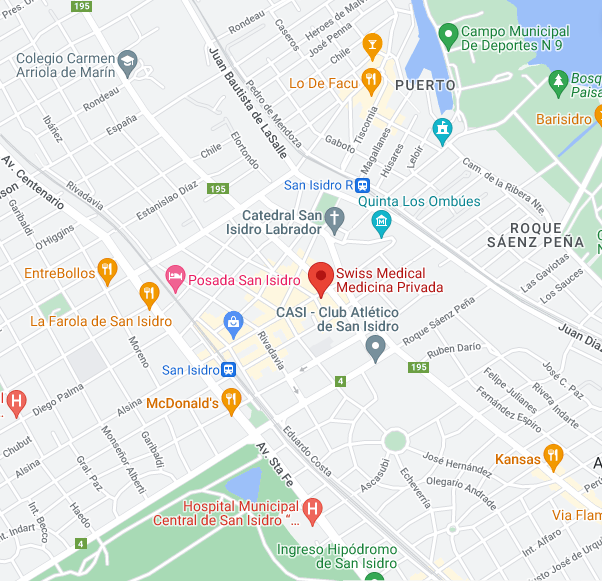 Rondeau
Heroes de Malv
Caseros
José Penna
Chile
Campo Municipal
De Deportes N 9
Colegio Carmen
Arriola de Marín
Juan Bautista de LaSalle
Lo De Facu
PUERTO
Bosq
Paisa
Rondeau
Pedro de Mendoza
Ibáñez
España
Tiscornia
Magallanes
Gaboto
Húsares
Leloir
Barisidro
Chile
Elortondo
Cam. de la Ribera Nte.
Av. Centenario
Rivadavia
Estanislao Diaz
195
San Isidro R
Quinta Los Ombúes
nson
Garibaldi
O'Higgins
Catedral San
Isidro Labrador
ROQUE
SÁENZ PEÑA
Las Gaviotas
Los Sauces
EntreBollos
Posada San Isidro
Swiss Medical
Medicina Privada
La Farola de San Isidro
CASI - Club Atlético
de San Isidro
Roque Sáenz Peña
Juan Díaz
Moreno
Rivadavia
Ruben Darío
San Isidro
4
195
Diego Palma
Alsina
McDonald's
Felipe Julianes
José C. Paz
Rivera Indarte
Fernández Espiro
Chubut
Alsina
Garibaldi
Monseñor Alberti
Gral. Paz
Av. Sta Fe
Eduardo Costa
Ascasubi
José Hernández
Kansas
Olegario Andrade
Echeverria
Perú
Int. Indart
Int. Becco
Haedo
4
Hospital Municipal
Central de San Isidro “...
Via Flam
Int. Alfaro
José de Urqu
Ingreso Hipódromo
de San Isidro